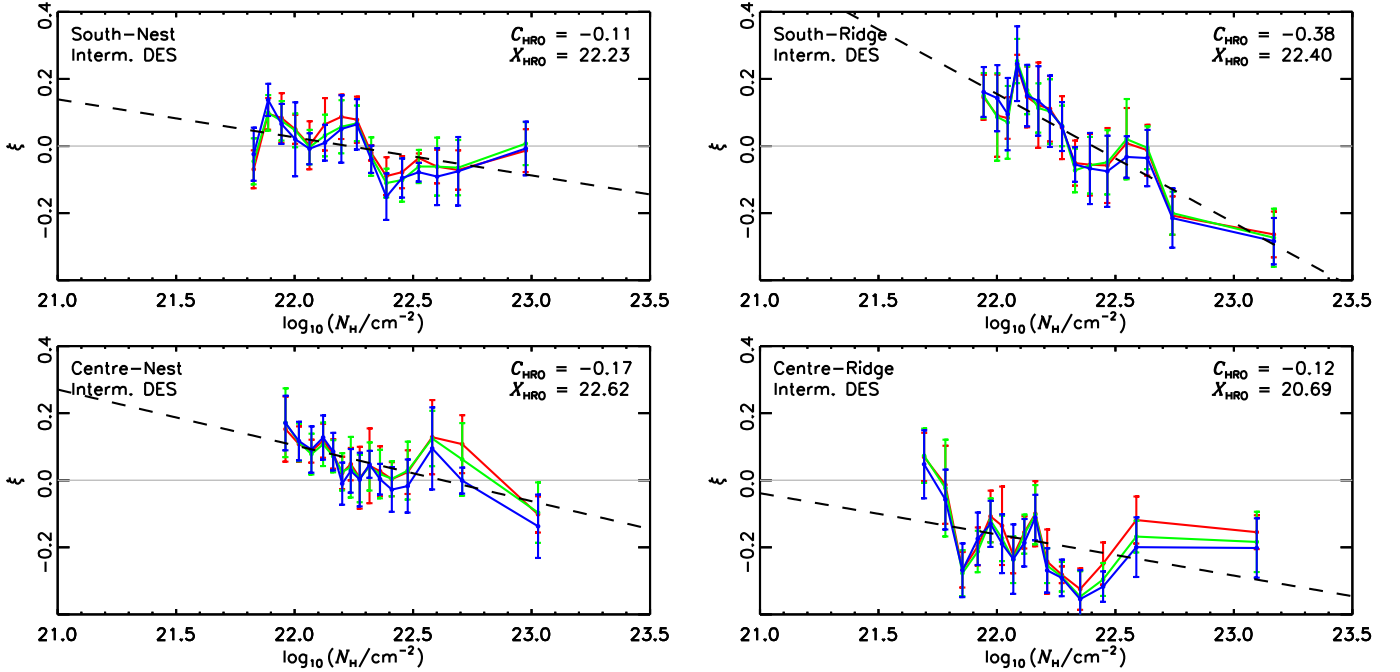 South−Nest
Interm. DES
C_HRO = −0.11
X_HRO = 22.23
0.4
0.2
0.0
−0.2
ξ
21.0 21.5 22.0 22.5 23.0 23.5
log₁₀(N_H/cm⁻²)
South−Ridge
Interm. DES
C_HRO = −0.38
X_HRO = 22.40
0.4
0.2
0.0
−0.2
ξ
21.0 21.5 22.0 22.5 23.0 23.5
log₁₀(N_H/cm⁻²)
Centre−Nest
Interm. DES
C_HRO = −0.17
X_HRO = 22.62
0.4
0.2
0.0
−0.2
ξ
21.0 21.5 22.0 22.5 23.0 23.5
log₁₀(N_H/cm⁻²)
Centre−Ridge
Interm. DES
C_HRO = −0.12
X_HRO = 20.69
0.4
0.2
0.0
−0.2
ξ
21.0 21.5 22.0 22.5 23.0 23.5
log₁₀(N_H/cm⁻²)